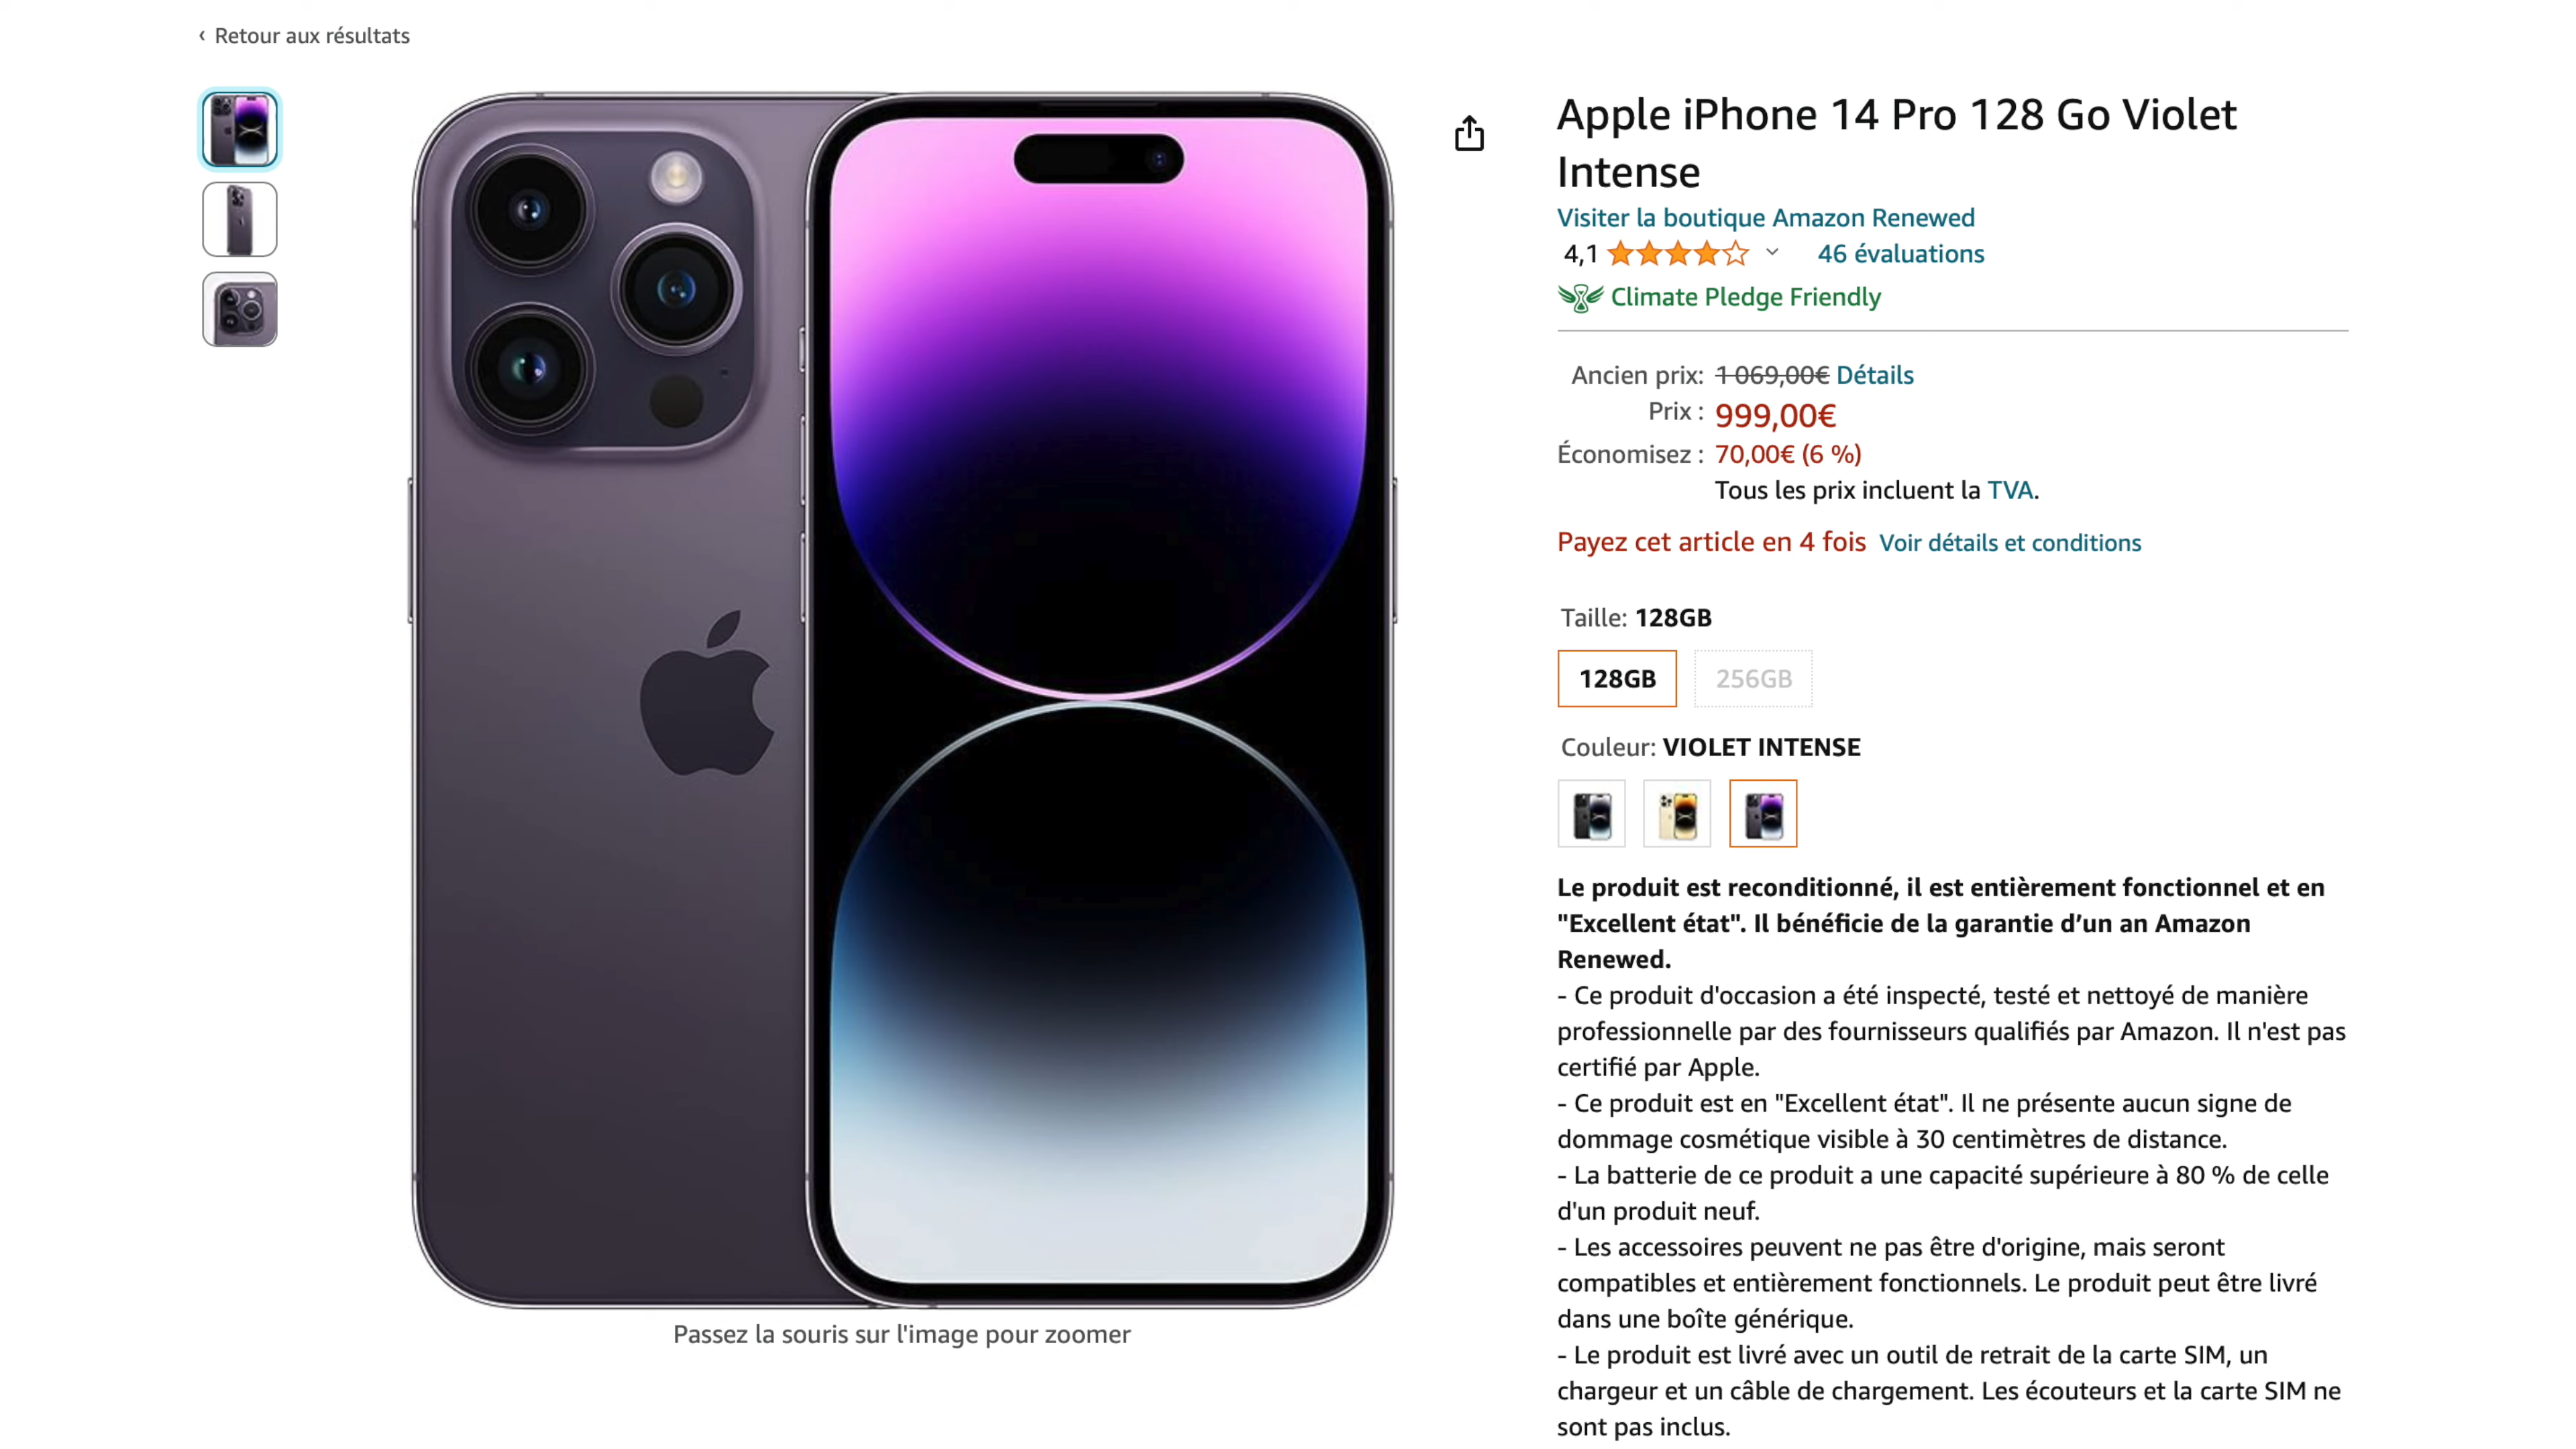 ‹ Retour aux résultats
Apple iPhone 14 Pro 128 Go Violet
Intense
Visiter la boutique Amazon Renewed
4,1 46 évaluations
Climate Pledge Friendly
Ancien prix: 1 069,00€ Détails
Prix : 999,00€
Économisez : 70,00€ (6 %)
Tous les prix incluent la TVA.
Payez cet article en 4 fois Voir détails et conditions
Taille: 128GB
128GB 256GB
Couleur: VIOLET INTENSE
Le produit est reconditionné, il est entièrement fonctionnel et en
"Excellent état". Il bénéficie de la garantie d’un an Amazon
Renewed.
- Ce produit d'occasion a été inspecté, testé et nettoyé de manière
professionnelle par des fournisseurs qualifiés par Amazon. Il n'est pas
certifié par Apple.
- Ce produit est en "Excellent état". Il ne présente aucun signe de
dommage cosmétique visible à 30 centimètres de distance.
- La batterie de ce produit a une capacité supérieure à 80 % de celle
d'un produit neuf.
- Les accessoires peuvent ne pas être d'origine, mais seront
compatibles et entièrement fonctionnels. Le produit peut être livré
dans une boîte générique.
- Le produit est livré avec un outil de retrait de la carte SIM, un
chargeur et un câble de chargement. Les écouteurs et la carte SIM ne
sont pas inclus.
Passez la souris sur l'image pour zoomer